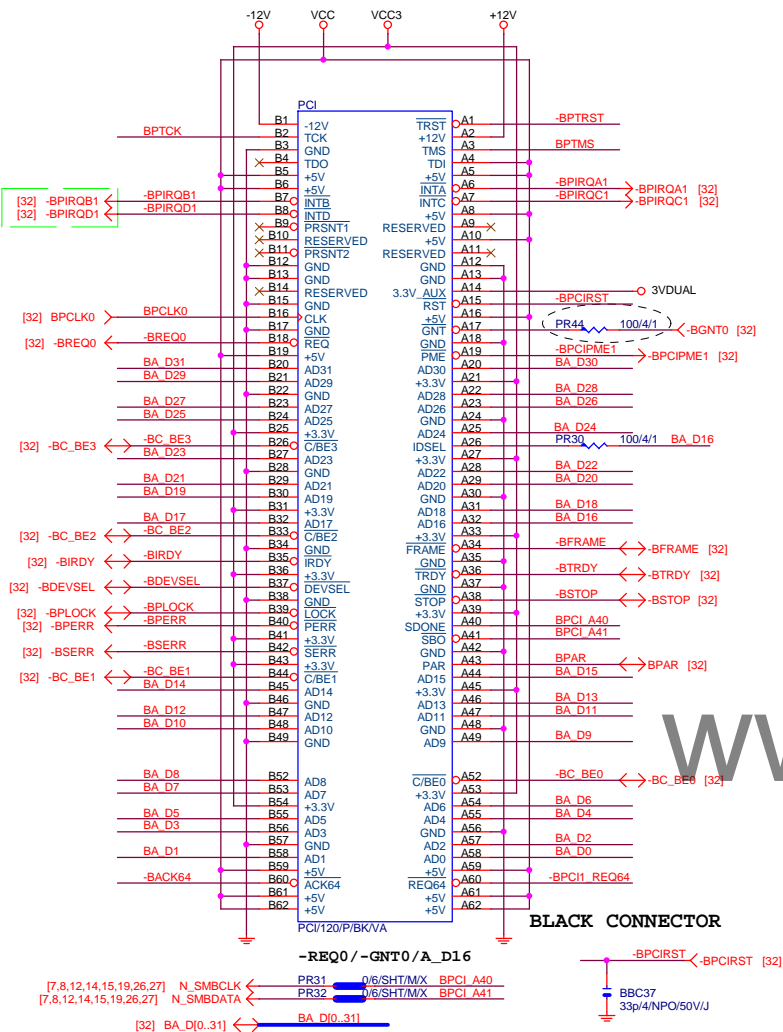 -12V VCC VCC3 +12V
PCI
B1 -12V TRST A1 -BPTRST
BPTCK B2 TCK +12V A2
B3 GND TMS A3 BPTMS
B4 TDO TDI A4
B5 +5V +5V A5
B6 +5V INTA A6 -BPIRQA1 -BPIRQA1 [32]
[32] -BPIRQB1 -BPIRQB1 B7 INTB INTC A7 -BPIRQC1 -BPIRQC1 [32]
[32] -BPIRQD1 -BPIRQD1 B8 INTD +5V A8
B9 PRSNT1 RESERVED A9
B10 RESERVED +5V A10
B11 PRSNT2 RESERVED A11
B12 GND GND A12
B13 GND GND A13
B14 RESERVED 3.3V_AUX A14 3VDUAL
B15 GND RST A15 -BPCIRST
[32] BPCLK0 BPCLK0 B16 CLK +5V A16
B17 GND GNT A17 PR44 100/4/1 -BGNT0 [32]
[32] -BREQ0 -BREQ0 B18 REQ GND A18
B19 +5V PME A19 -BPCIPME1 -BPCIPME1 [32]
BA_D31 B20 AD31 AD30 A20 BA_D30
BA_D29 B21 AD29 +3.3V A21
B22 GND AD28 A22 BA_D28
BA_D27 B23 AD27 AD26 A23 BA_D26
BA_D25 B24 AD25 GND A24
B25 +3.3V AD24 A25 BA_D24
[32] -BC_BE3 -BC_BE3 B26 C/BE3 IDSEL A26 PR30 100/4/1 BA_D16
BA_D23 B27 AD23 +3.3V A27
B28 GND AD22 A28 BA_D22
BA_D21 B29 AD21 AD20 A29 BA_D20
BA_D19 B30 AD19 GND A30
B31 +3.3V AD18 A31 BA_D18
BA_D17 B32 AD17 AD16 A32 BA_D16
[32] -BC_BE2 -BC_BE2 B33 C/BE2 +3.3V A33
B34 GND FRAME A34 -BFRAME -BFRAME [32]
[32] -BIRDY -BIRDY B35 IRDY GND A35
B36 +3.3V TRDY A36 -BTRDY -BTRDY [32]
[32] -BDEVSEL -BDEVSEL B37 DEVSEL GND A37
B38 GND STOP A38 -BSTOP -BSTOP [32]
[32] -BPLOCK -BPLOCK B39 LOCK +3.3V A39
[32] -BPERR -BPERR B40 PERR SDONE A40 BPCI_A40
B41 +3.3V SBO A41 BPCI_A41
[32] -BSERR -BSERR B42 SERR GND A42
B43 +3.3V PAR A43 BPAR BPAR [32]
[32] -BC_BE1 -BC_BE1 B44 C/BE1 AD15 A44 BA_D15
BA_D14 B45 AD14 +3.3V A45
B46 GND AD13 A46 BA_D13
BA_D12 B47 AD12 AD11 A47 BA_D11
BA_D10 B48 AD10 GND A48
B49 GND AD9 A49 BA_D9
BA_D8 B52 AD8 C/BE0 A52 -BC_BE0 -BC_BE0 [32]
BA_D7 B53 AD7 +3.3V A53
B54 +3.3V AD6 A54 BA_D6
BA_D5 B55 AD5 AD4 A55 BA_D4
BA_D3 B56 AD3 GND A56
B57 GND AD2 A57 BA_D2
BA_D1 B58 AD1 AD0 A58 BA_D0
B59 +5V +5V A59
-BACK64 B60 ACK64 REQ64 A60 -BPCI1_REQ64
B61 +5V +5V A61
B62 +5V +5V A62
PCI/120/P/BK/VA
BLACK CONNECTOR
-REQ0/-GNT0/A_D16
[7,8,12,14,15,19,26,27] N_SMBCLK PR31 0/6/SHT/M/X BPCI_A40
[7,8,12,14,15,19,26,27] N_SMBDATA PR32 0/6/SHT/M/X BPCI_A41
[32] BA_D[0..31] BA_D[0..31]
-BPCIRST -BPCIRST [32]
BBC37
33p/4/NPO/50V/J